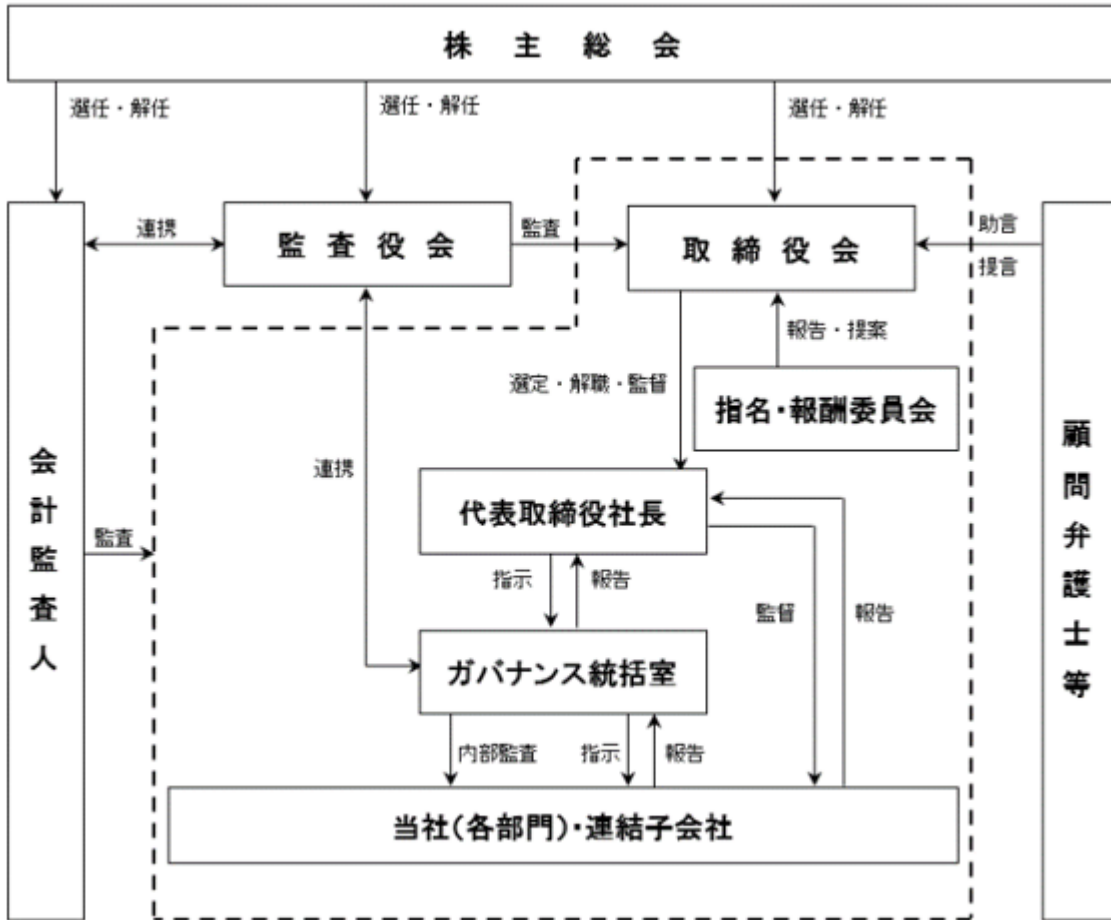 株主総会
選任・解任
選任・解任
選任・解任
連携
監査役会
監査
取締役会
助言
提言
報告・提案
選定・解職・監督
指名・報酬委員会
会計監査人
顧問弁護士等
連携
代表取締役社長
監査
指示
報告
監督
報告
ガバナンス統括室
内部監査
指示
報告
当社(各部門)・連結子会社